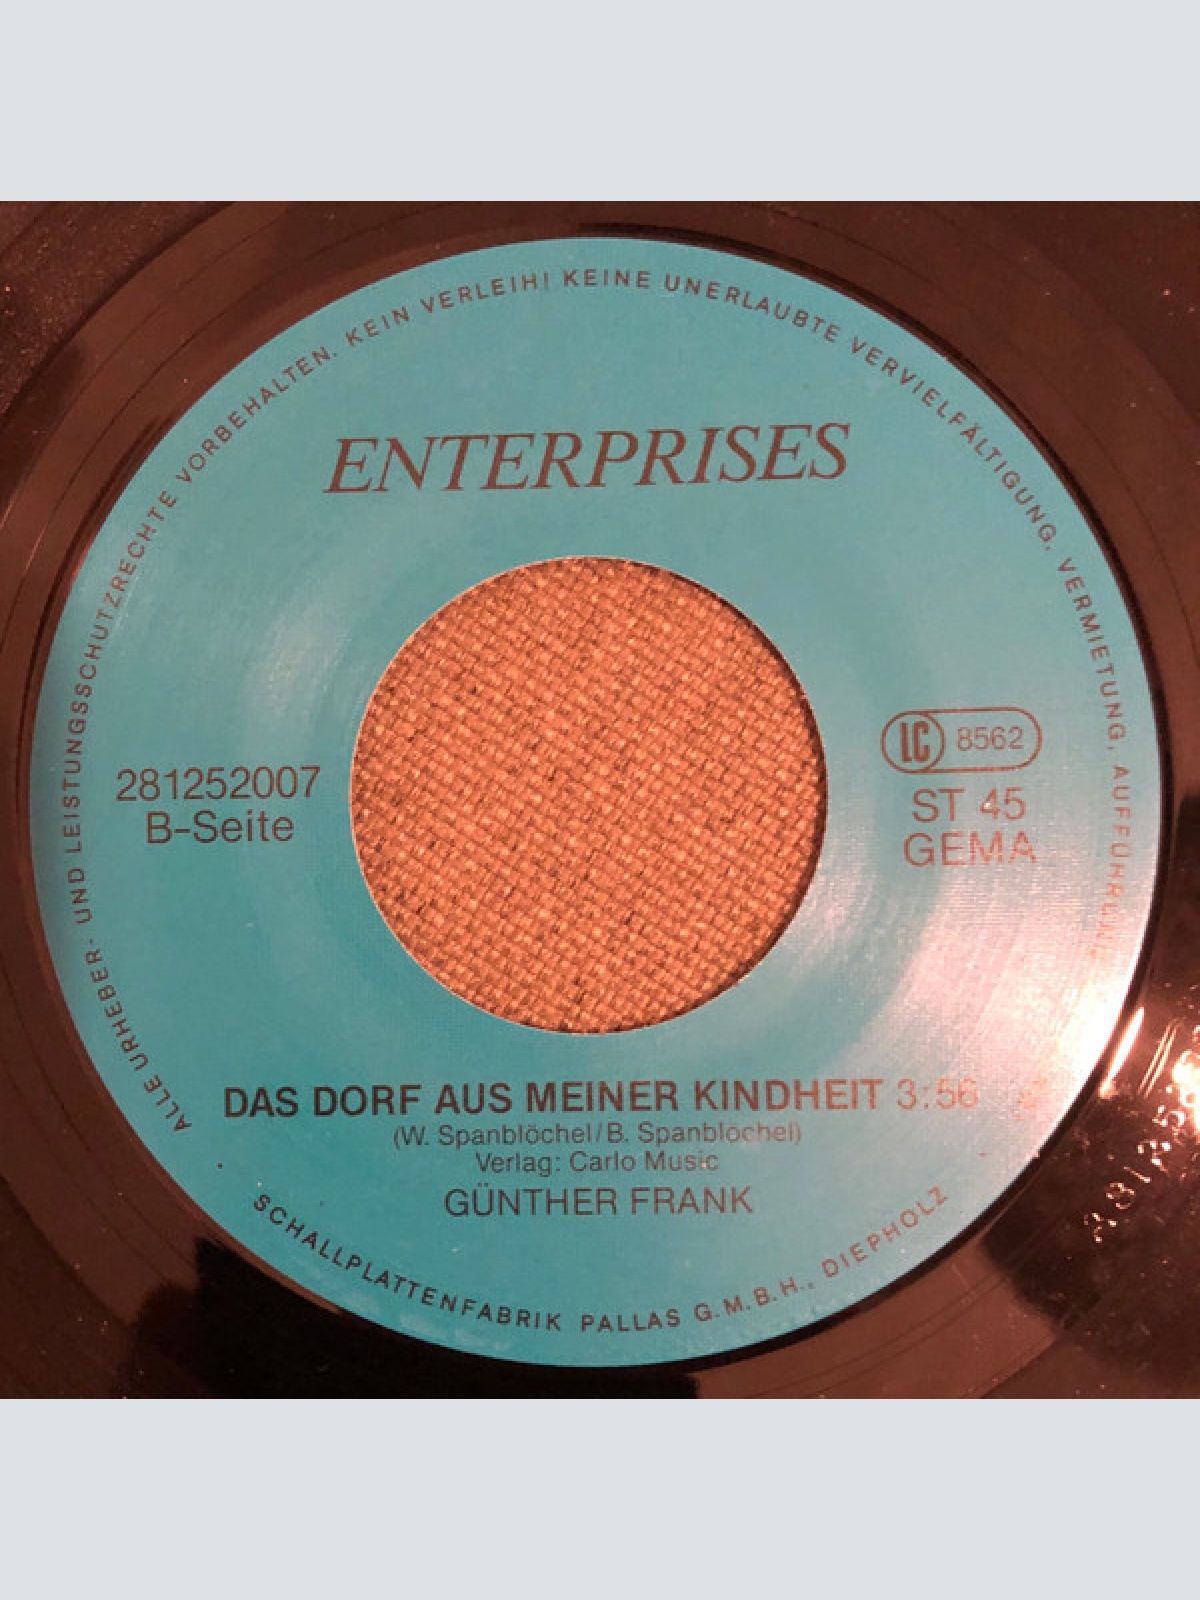 ALLE URHEBER- UND LEISTUNGSSCHUTZRECHTE VORBEHALTEN. KEIN VERLEIH! KEINE UNERLAUBTE VERVIELFÄLTIGUNG, VERMIETUNG, AUFFÜHRUNG
ENTERPRISES
281252007
B-Seite
LC 8562
ST 45
GEMA
DAS DORF AUS MEINER KINDHEIT 3:56
(W. Spanblöchel/B. Spanblöchel)
Verlag: Carlo Music
GÜNTHER FRANK
SCHALLPLATTENFABRIK PALLAS G.M.B.H., DIEPHOLZ